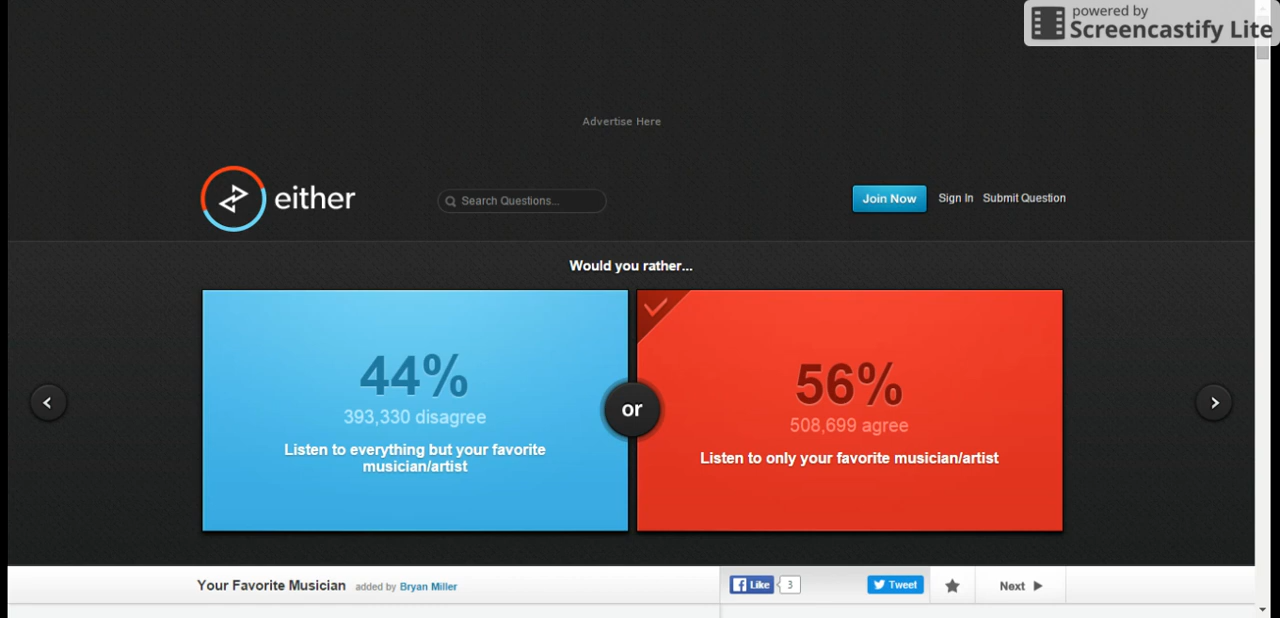 powered by
Screencastify Lite
Advertise Here
either
Search Questions...
Join Now
Sign In
Submit Question
Would you rather...
44%
393,330 disagree
Listen to everything but your favorite
musician/artist
or
56%
508,699 agree
Listen to only your favorite musician/artist
Your Favorite Musician
added by Bryan Miller
Like
3
Tweet
Next